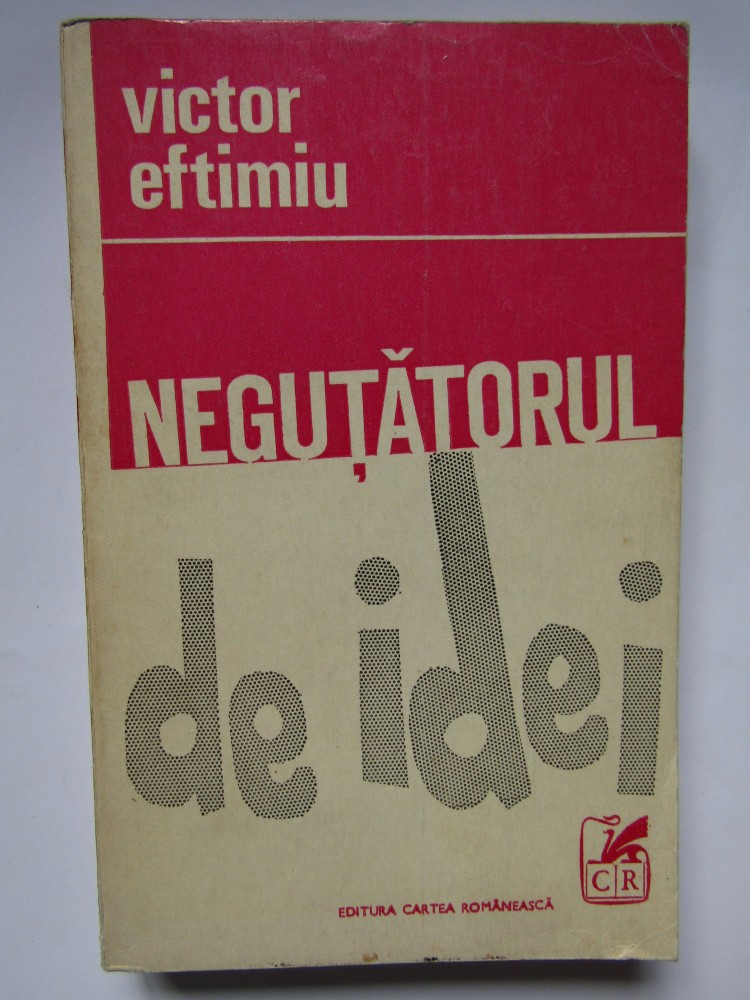 victor
eftimiu
NEGUȚĂTORUL
de idei
CR
EDITURA CARTEA ROMÂNEASCĂ